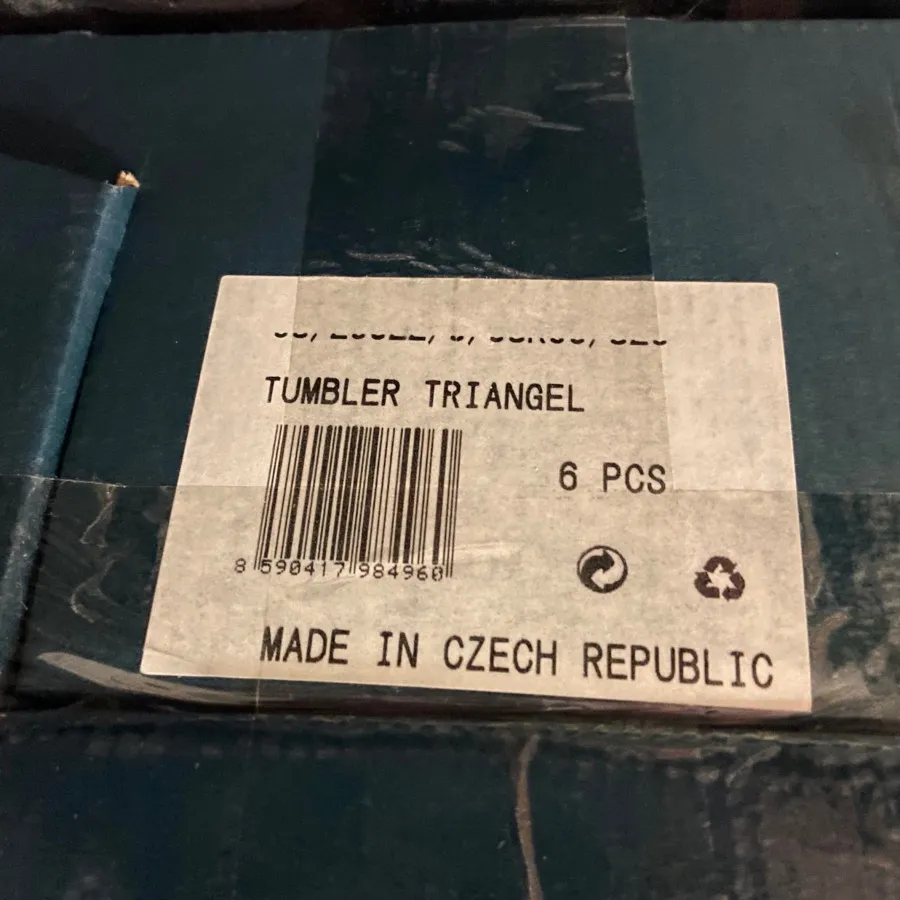 TUMBLER TRIANGEL
6 PCS
8 590417 984960
MADE IN CZECH REPUBLIC